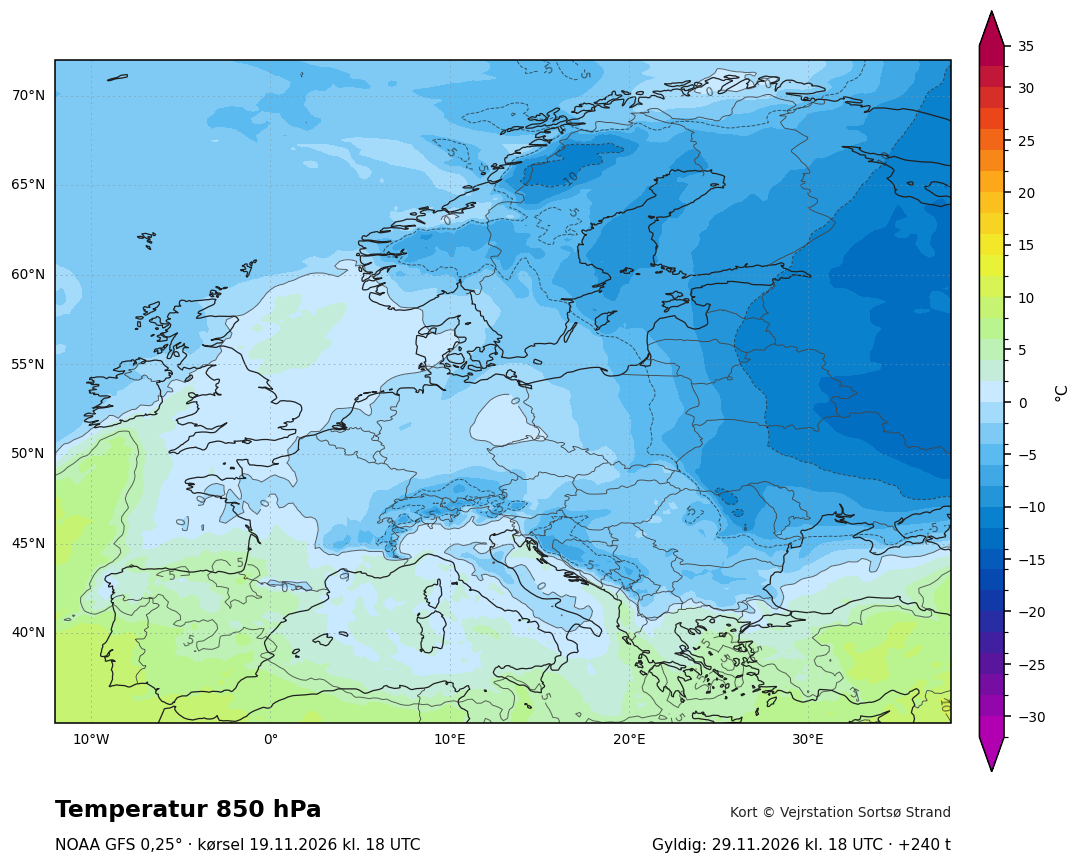 70°N
65°N
60°N
55°N
50°N
45°N
40°N
10°W 0° 10°E 20°E 30°E
35
30
25
20
15
10
5
0
−5
−10
−15
−20
−25
−30
°C
Temperatur 850 hPa
Kort © Vejrstation Sortsø Strand
NOAA GFS 0,25° · kørsel 19.11.2026 kl. 18 UTC
Gyldig: 29.11.2026 kl. 18 UTC · +240 t